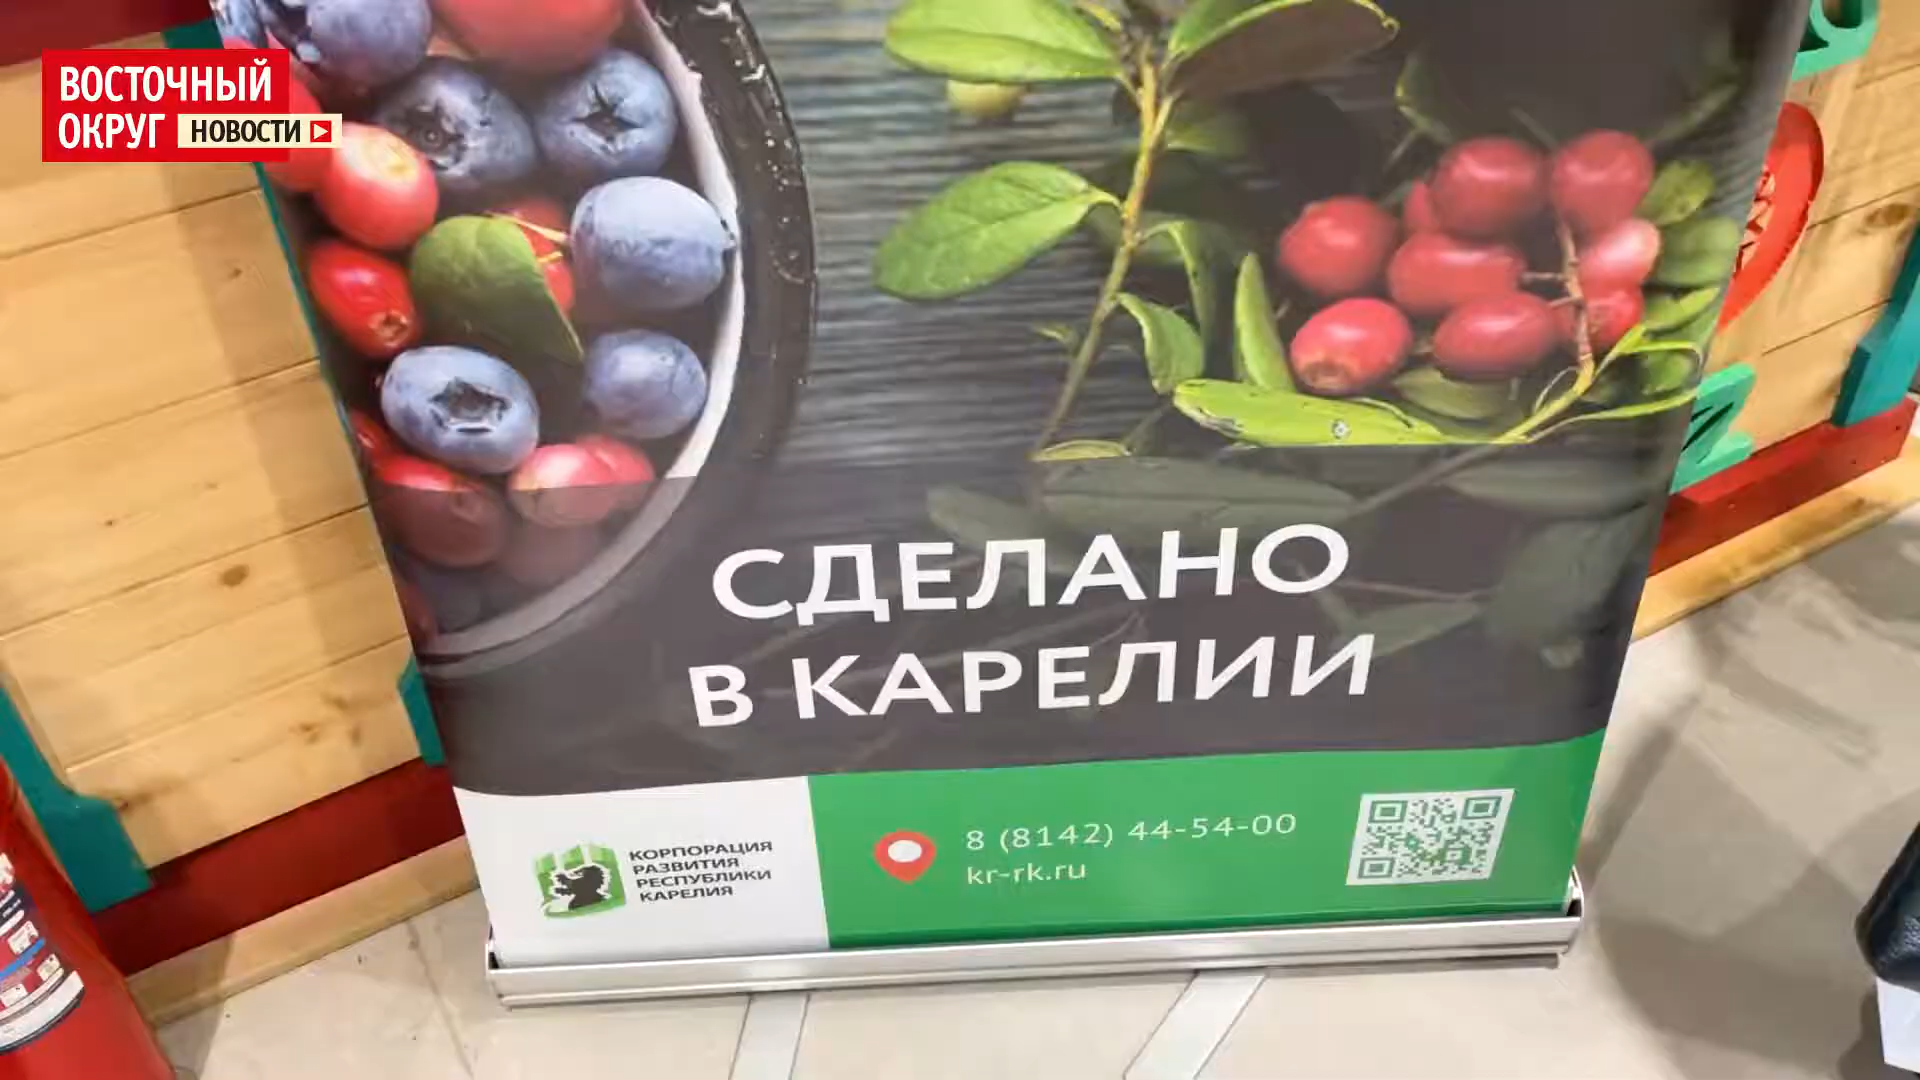 ВОСТОЧНЫЙ
ОКРУГ НОВОСТИ
СДЕЛАНО
В КАРЕЛИИ
КОРПОРАЦИЯ
РАЗВИТИЯ
РЕСПУБЛИКИ
КАРЕЛИЯ
8 (8142) 44-54-00
kr-rk.ru